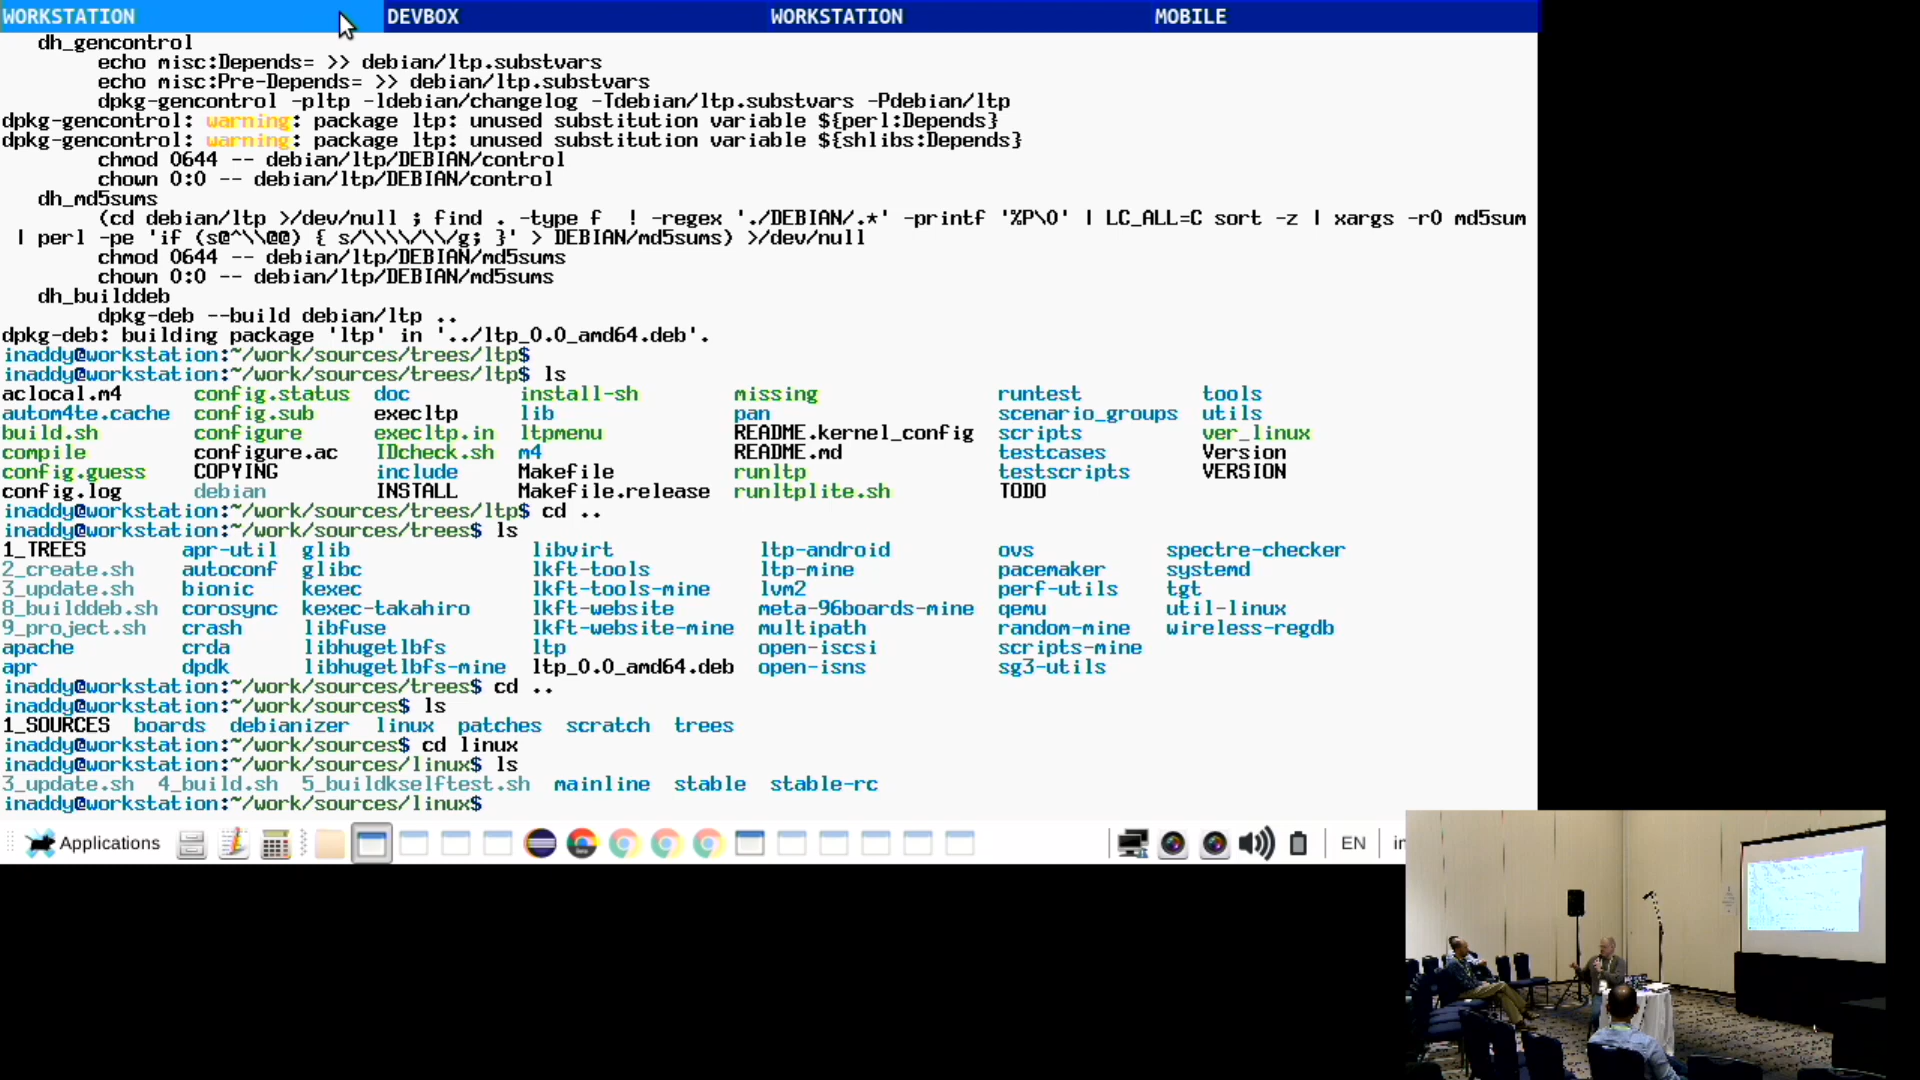 WORKSTATION DEVBOX WORKSTATION MOBILE
dh_gencontrol
echo misc:Depends= >> debian/ltp.substvars
echo misc:Pre-Depends= >> debian/ltp.substvars
dpkg-gencontrol -pltp -ldebian/changelog -Tdebian/ltp.substvars -Pdebian/ltp
dpkg-gencontrol: warning: package ltp: unused substitution variable ${perl:Depends}
dpkg-gencontrol: warning: package ltp: unused substitution variable ${shlibs:Depends}
chmod 0644 -- debian/ltp/DEBIAN/control
chown 0:0 -- debian/ltp/DEBIAN/control
dh_md5sums
(cd debian/ltp >/dev/null ; find . -type f  ! -regex './DEBIAN/.*' -printf '%P\0' | LC_ALL=C sort -z | xargs -r0 md5sum
| perl -pe 'if (s@^\\@@) { s/\\\\/\\/g; }' > DEBIAN/md5sums) >/dev/null
chmod 0644 -- debian/ltp/DEBIAN/md5sums
chown 0:0 -- debian/ltp/DEBIAN/md5sums
dh_builddeb
dpkg-deb --build debian/ltp ..
dpkg-deb: building package 'ltp' in '../ltp_0.0_amd64.deb'.
inaddy@workstation:~/work/sources/trees/ltp$
inaddy@workstation:~/work/sources/trees/ltp$ ls
aclocal.m4 config.status doc install-sh missing runtest tools
autom4te.cache config.sub execltp lib pan scenario_groups utils
build.sh configure execltp.in ltpmenu README.kernel_config scripts ver_linux
compile configure.ac IDcheck.sh m4 README.md testcases Version
config.guess COPYING include Makefile runltp testscripts VERSION
config.log debian INSTALL Makefile.release runltplite.sh TODO
inaddy@workstation:~/work/sources/trees/ltp$ cd ..
inaddy@workstation:~/work/sources/trees$ ls
1_TREES apr-util glib libvirt ltp-android ovs spectre-checker
2_create.sh autoconf glibc lkft-tools ltp-mine pacemaker systemd
3_update.sh bionic kexec lkft-tools-mine lvm2 perf-utils tgt
8_builddeb.sh corosync kexec-takahiro lkft-website meta-96boards-mine qemu util-linux
9_project.sh crash libfuse lkft-website-mine multipath random-mine wireless-regdb
apache crda libhugetlbfs ltp open-iscsi scripts-mine
apr dpdk libhugetlbfs-mine ltp_0.0_amd64.deb open-isns sg3-utils
inaddy@workstation:~/work/sources/trees$ cd ..
inaddy@workstation:~/work/sources$ ls
1_SOURCES boards debianizer linux patches scratch trees
inaddy@workstation:~/work/sources$ cd linux
inaddy@workstation:~/work/sources/linux$ ls
3_update.sh 4_build.sh 5_buildkselftest.sh mainline stable stable-rc
inaddy@workstation:~/work/sources/linux$
Applications EN